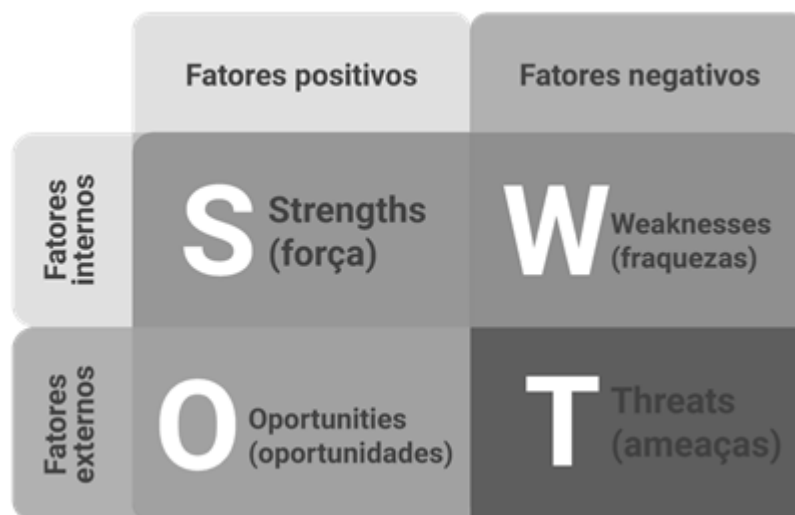 Fatores positivos
Fatores negativos
Fatores
internos
S
Strengths
(força)
W
Weaknesses
(fraquezas)
Fatores
externos
O
Oportunities
(oportunidades)
T
Threats
(ameaças)